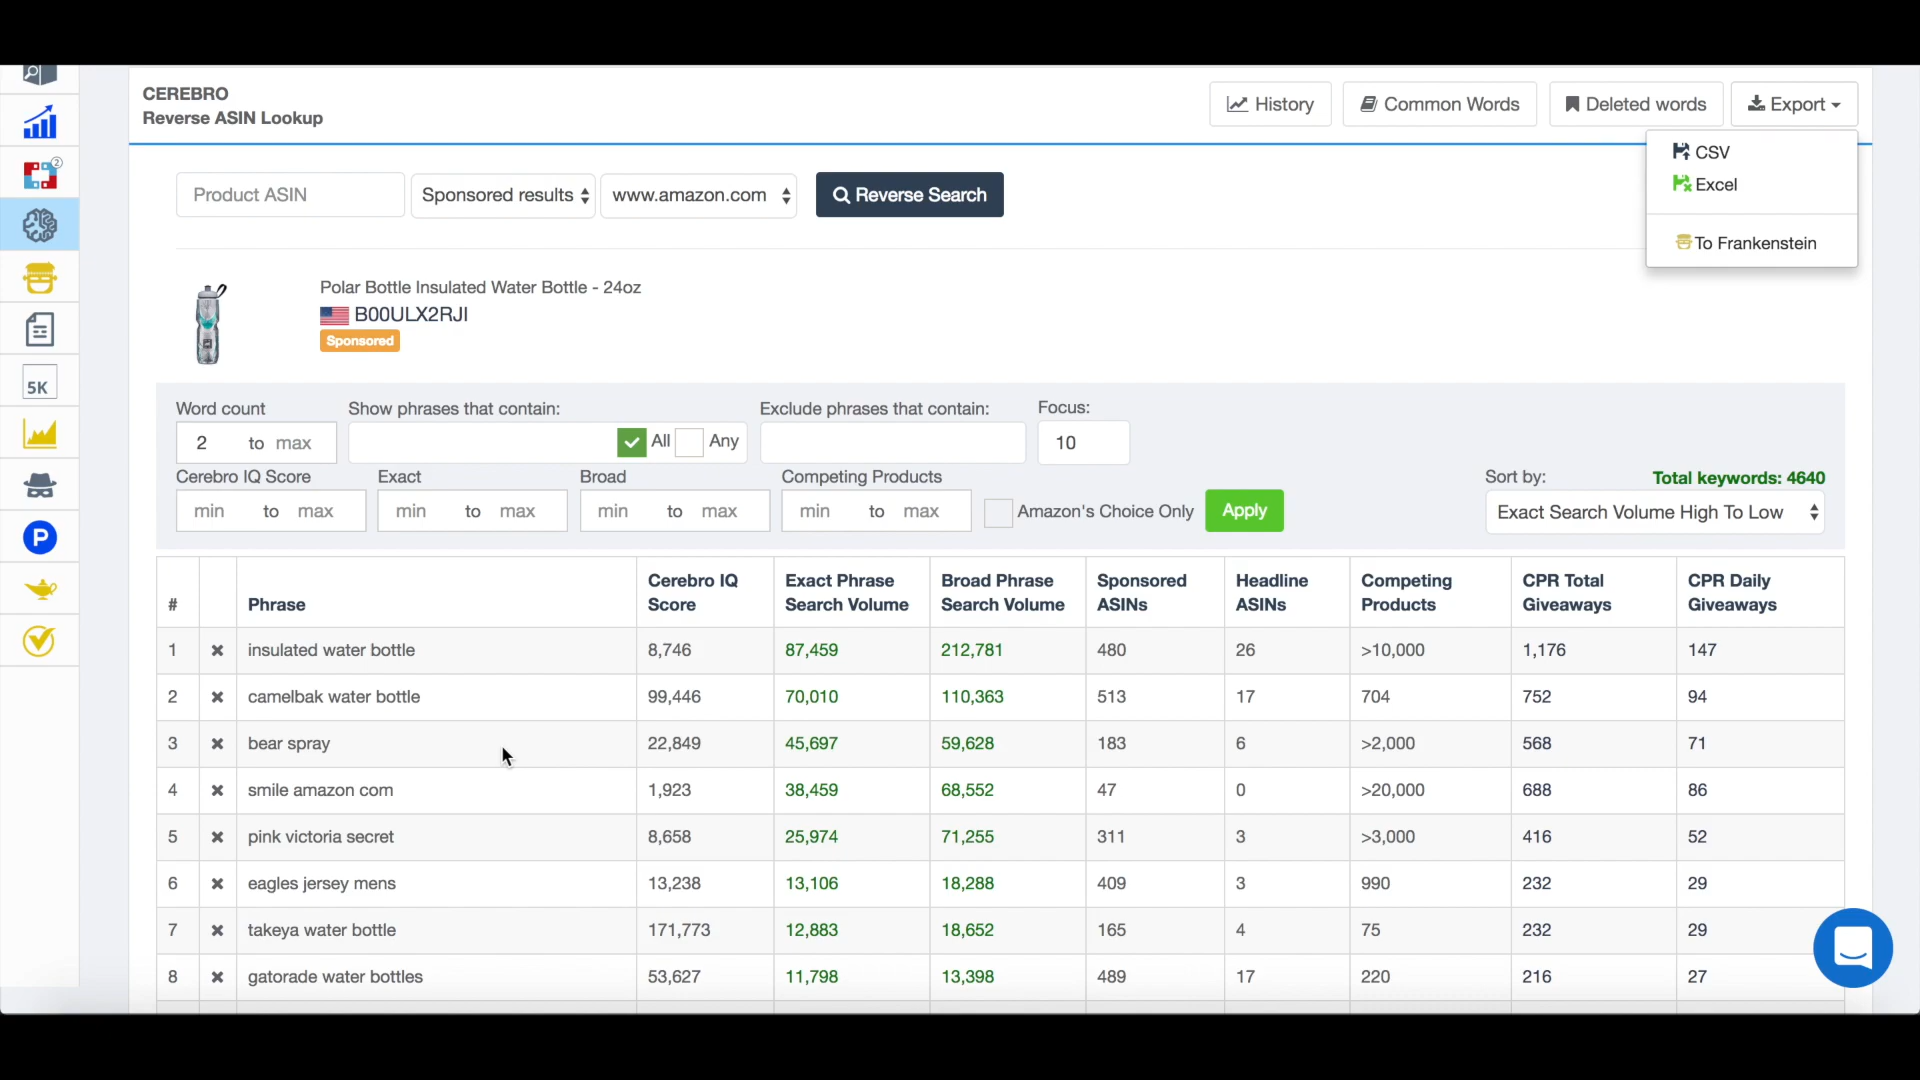 CEREBRO
Reverse ASIN Lookup
History
Common Words
Deleted words
Export
CSV
Excel
To Frankenstein
2
5K
P
Product ASIN
Sponsored results
www.amazon.com
Reverse Search
Polar Bottle Insulated Water Bottle - 24oz
B00ULX2RJI
Sponsored
Word count
Show phrases that contain:
Exclude phrases that contain:
Focus:
2 to max
All Any
10
Cerebro IQ Score
Exact
Broad
Competing Products
Sort by:
Total keywords: 4640
min to max
min to max
min to max
min to max
Amazon's Choice Only
Apply
Exact Search Volume High To Low
# Phrase Cerebro IQ Score Exact Phrase Search Volume Broad Phrase Search Volume Sponsored ASINs Headline ASINs Competing Products CPR Total Giveaways CPR Daily Giveaways
1 insulated water bottle 8,746 87,459 212,781 480 26 >10,000 1,176 147
2 camelbak water bottle 99,446 70,010 110,363 513 17 704 752 94
3 bear spray 22,849 45,697 59,628 183 6 >2,000 568 71
4 smile amazon com 1,923 38,459 68,552 47 0 >20,000 688 86
5 pink victoria secret 8,658 25,974 71,255 311 3 >3,000 416 52
6 eagles jersey mens 13,238 13,106 18,288 409 3 990 232 29
7 takeya water bottle 171,773 12,883 18,652 165 4 75 232 29
8 gatorade water bottles 53,627 11,798 13,398 489 17 220 216 27